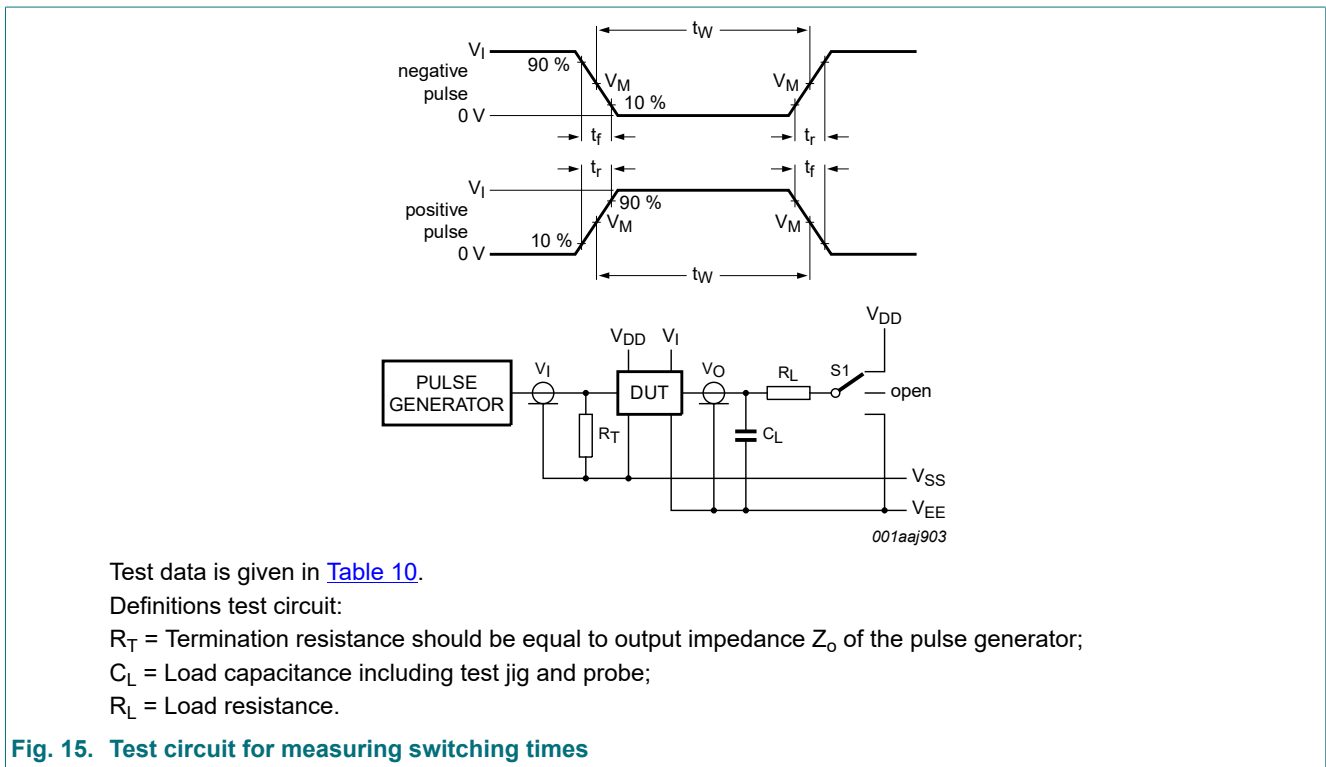 tW
VI
90 %
negative
pulse
VM
VM
10 %
0 V
tf
tr
tr
tf
VI
90 %
positive
pulse
VM
VM
10 %
0 V
tW
VDD
VDD
VI
VI
VO
RL
S1
PULSE
GENERATOR
DUT
open
RT
CL
VSS
VEE
001aaj903
Test data is given in Table 10.
Definitions test circuit:
RT = Termination resistance should be equal to output impedance Zo of the pulse generator;
CL = Load capacitance including test jig and probe;
RL = Load resistance.
Fig. 15. Test circuit for measuring switching times